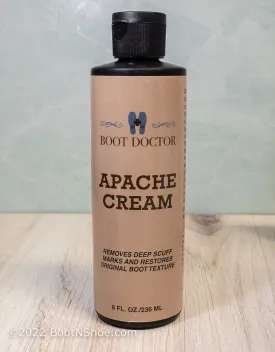 BOOT DOCTOR
APACHE
CREAM
REMOVES DEEP SCUFF
MARKS AND RESTORES
ORIGINAL BOOT TEXTURE
8 FL. OZ/236 ML
©2022 BootNShoe.com